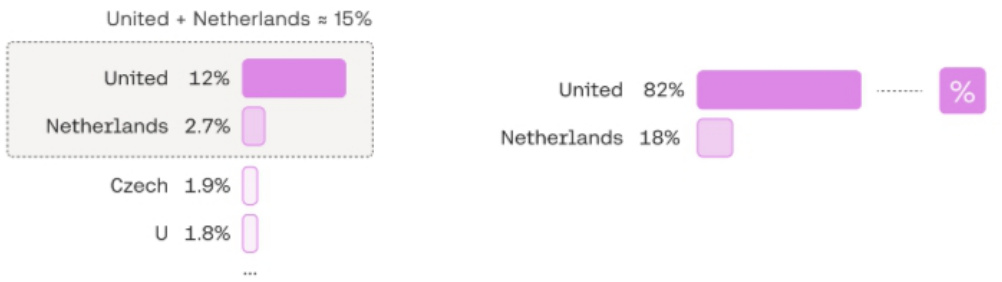 United + Netherlands ≈ 15%
United 12%
Netherlands 2.7%
Czech 1.9%
U 1.8%
...
United 82%
%
Netherlands 18%